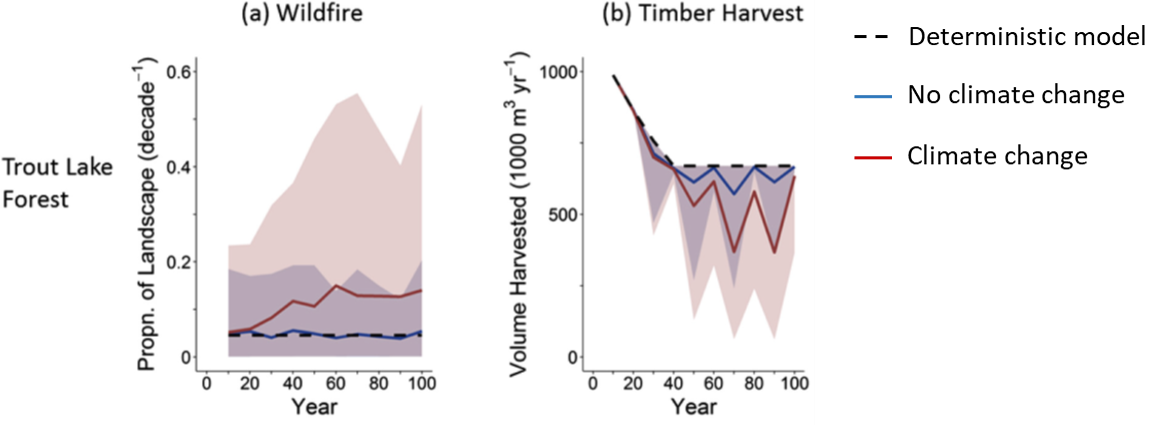 (a) Wildfire
(b) Timber Harvest
Deterministic model
No climate change
Climate change
Trout Lake
Forest
Propn. of Landscape (decade⁻¹)
0.6
0.4
0.2
0
0 20 40 60 80 100
Year
Volume Harvested (1000 m³ yr⁻¹)
1000
500
0
0 20 40 60 80 100
Year